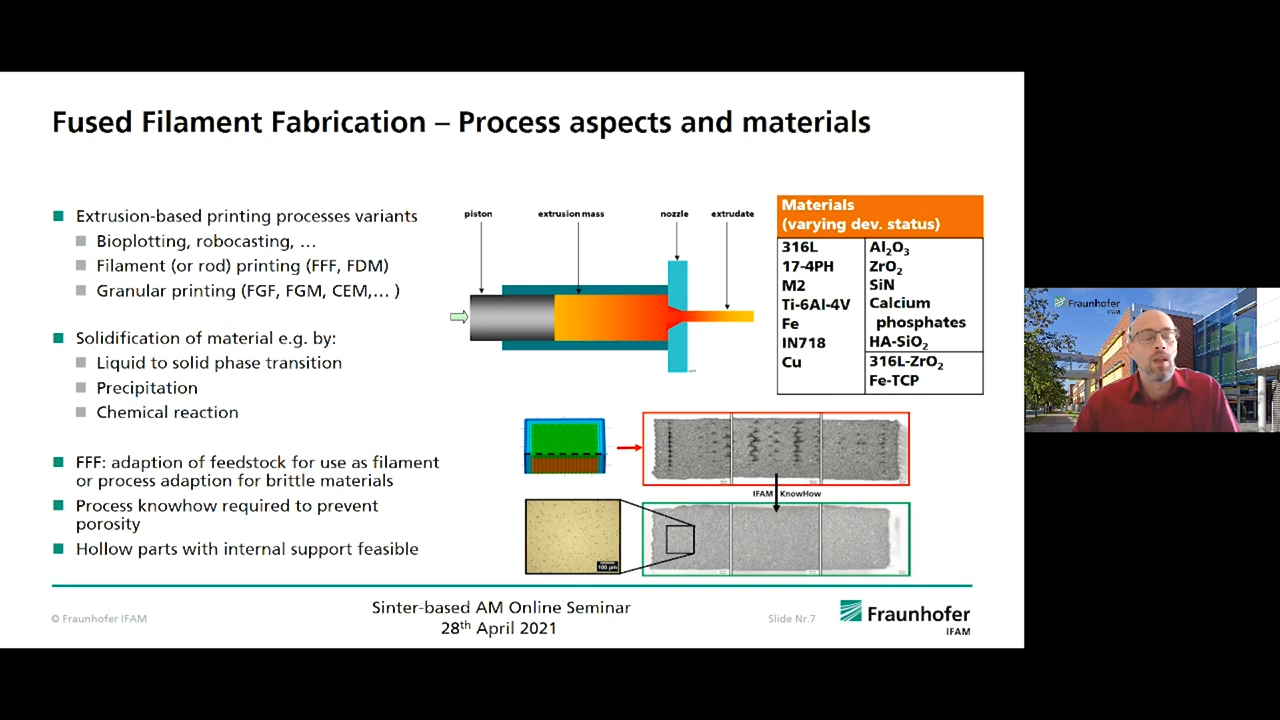 Fused Filament Fabrication – Process aspects and materials
Extrusion-based printing processes variants
Bioplotting, robocasting, …
Filament (or rod) printing (FFF, FDM)
Granular printing (FGF, FGM, CEM,… )
Solidification of material e.g. by:
Liquid to solid phase transition
Precipitation
Chemical reaction
FFF: adaption of feedstock for use as filament
or process adaption for brittle materials
Process knowhow required to prevent
porosity
Hollow parts with internal support feasible
piston
extrusion mass
nozzle
extrudate
Materials
(varying dev. status)
316L
17-4PH
M2
Ti-6Al-4V
Fe
IN718
Cu
Al₂O₃
ZrO₂
SiN
Calcium
phosphates
HA-SiO₂
316L-ZrO₂
Fe-TCP
IFAM KnowHow
100 µm
© Fraunhofer IFAM
Sinter-based AM Online Seminar
28th April 2021
Slide Nr.7
Fraunhofer
IFAM
Fraunhofer
IFAM